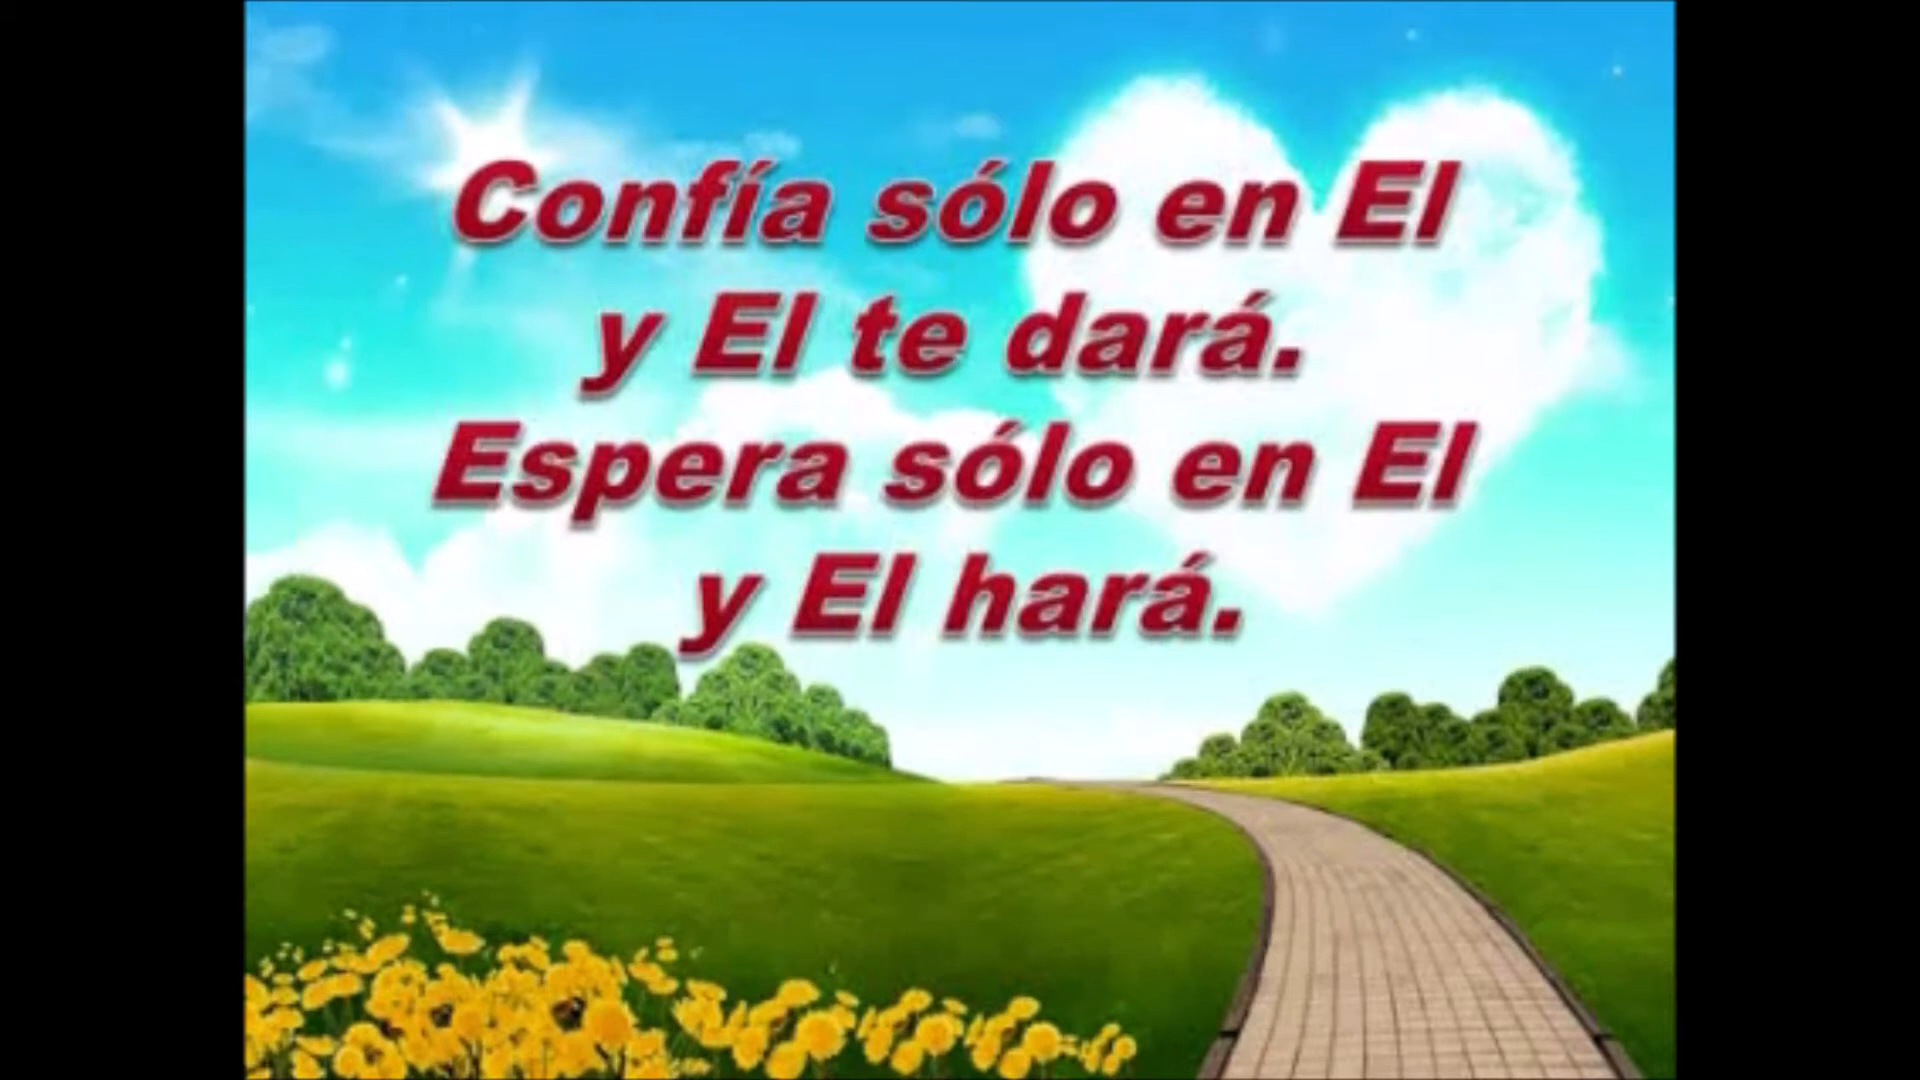 Confía sólo en El
y El te dará.
Espera sólo en El
y El hará.